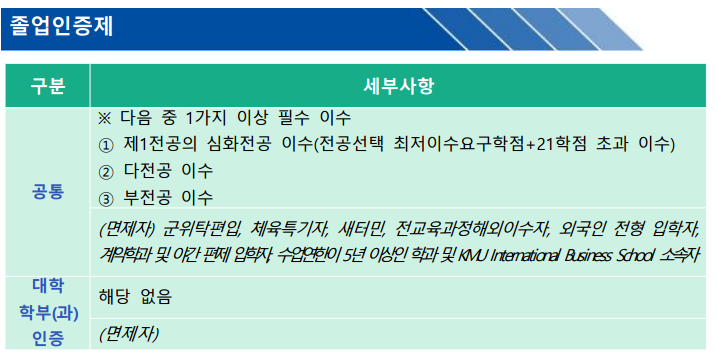 졸업인증제
구분 세부사항
※ 다음 중 1가지 이상 필수 이수
① 제1전공의 심화전공 이수(전공선택 최저이수요구학점+21학점 초과 이수)
② 다전공 이수
③ 부전공 이수
공통
(면제자) 군위탁편입, 체육특기자, 새터민, 전교육과정해외이수자, 외국인 전형 입학자,
계약학과 및 야간 편제 입학자, 수업연한이 5년 이상인 학과 및 KMU International Business School 소속자
대학
학부(과)
인증
해당 없음
(면제자)